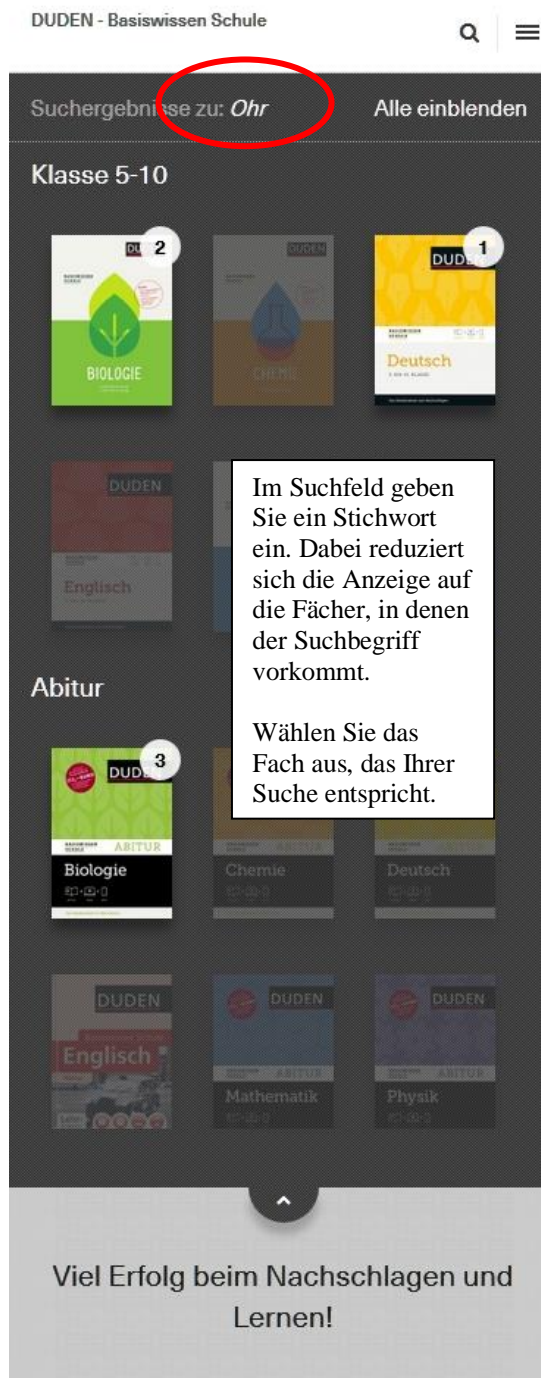 DUDEN - Basiswissen Schule
Suchergebnisse zu: Ohr
Alle einblenden
Klasse 5-10
2
BIOLOGIE
DUDEN
CHEMIE
1
DUDEN
Deutsch
DUDEN
Englisch
Im Suchfeld geben
Sie ein Stichwort
ein. Dabei reduziert
sich die Anzeige auf
die Fächer, in denen
der Suchbegriff
vorkommt.
Wählen Sie das
Fach aus, das Ihrer
Suche entspricht.
Abitur
3
DUDEN
ABITUR
Biologie
ABITUR
Chemie
ABITUR
Deutsch
DUDEN
Englisch
DUDEN
ABITUR
Mathematik
DUDEN
ABITUR
Physik
Viel Erfolg beim Nachschlagen und
Lernen!